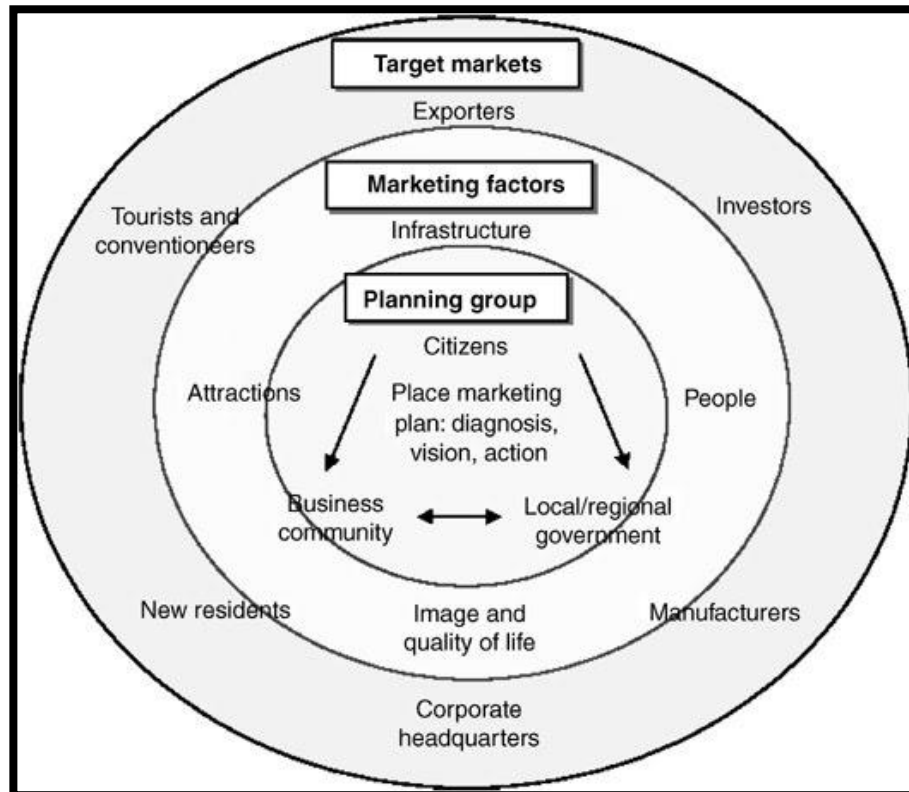 Target markets
Exporters
Tourists and
conventioneers
Investors
Marketing factors
Infrastructure
Attractions
People
Planning group
Citizens
Place marketing
plan: diagnosis,
vision, action
Business
community
Local/regional
government
New residents
Image and
quality of life
Manufacturers
Corporate
headquarters